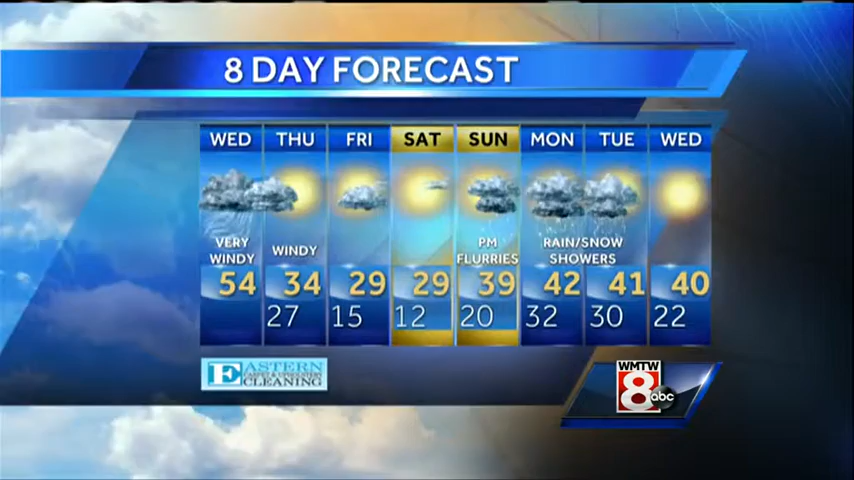 8 DAY FORECAST
WED THU FRI SAT SUN MON TUE WED
VERY
WINDY
WINDY
PM
FLURRIES
RAIN/SNOW
SHOWERS
54 34 29 29 39 42 41 40
27 15 12 20 32 30 22
EASTERN
CARPET & UPHOLSTERY
CLEANING
WMTW
8
abc